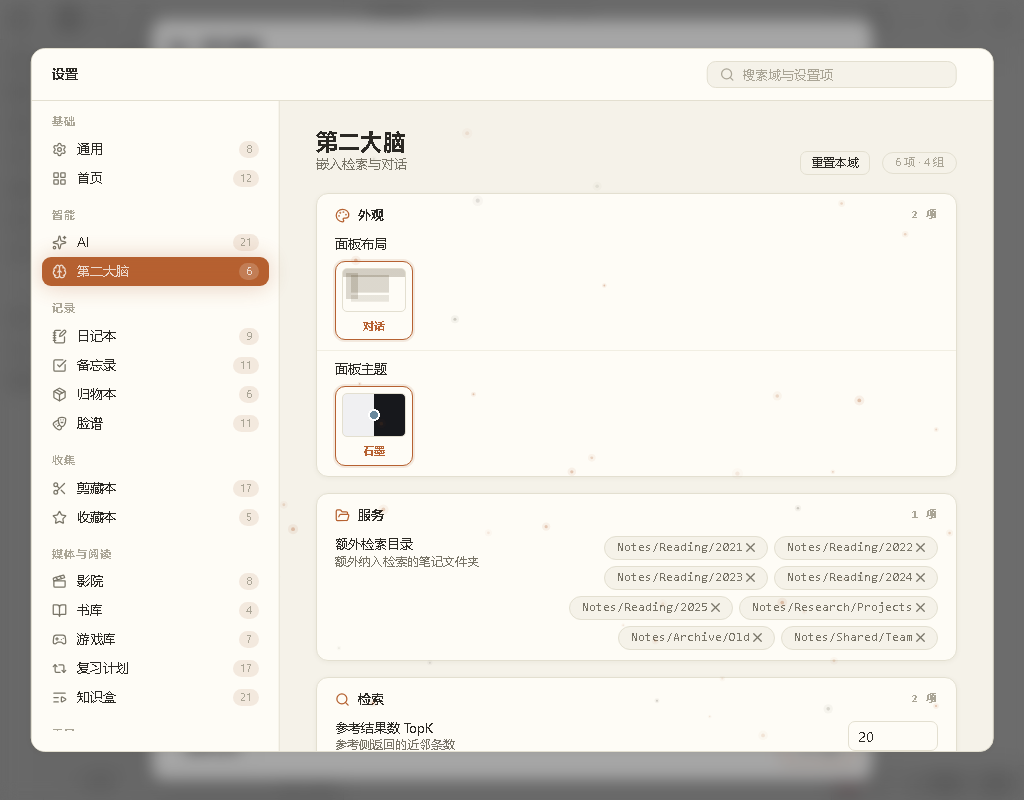 设置
搜索域与设置项
基础
通用 8
首页 12
智能
AI 21
第二大脑 6
记录
日记本 9
备忘录 11
归物本 6
脸谱 11
收集
剪藏本 17
收藏本 5
媒体与阅读
影院 8
书库 4
游戏库 7
复习计划 17
知识盒 21
第二大脑
嵌入检索与对话
重置本域
6 项 · 4 组
外观
2 项
面板布局
对话
面板主题
石墨
服务
1 项
额外检索目录
额外纳入检索的笔记文件夹
Notes/Reading/2021
Notes/Reading/2022
Notes/Reading/2023
Notes/Reading/2024
Notes/Reading/2025
Notes/Research/Projects
Notes/Archive/Old
Notes/Shared/Team
检索
2 项
参考结果数 TopK
参考侧返回的近邻条数
20